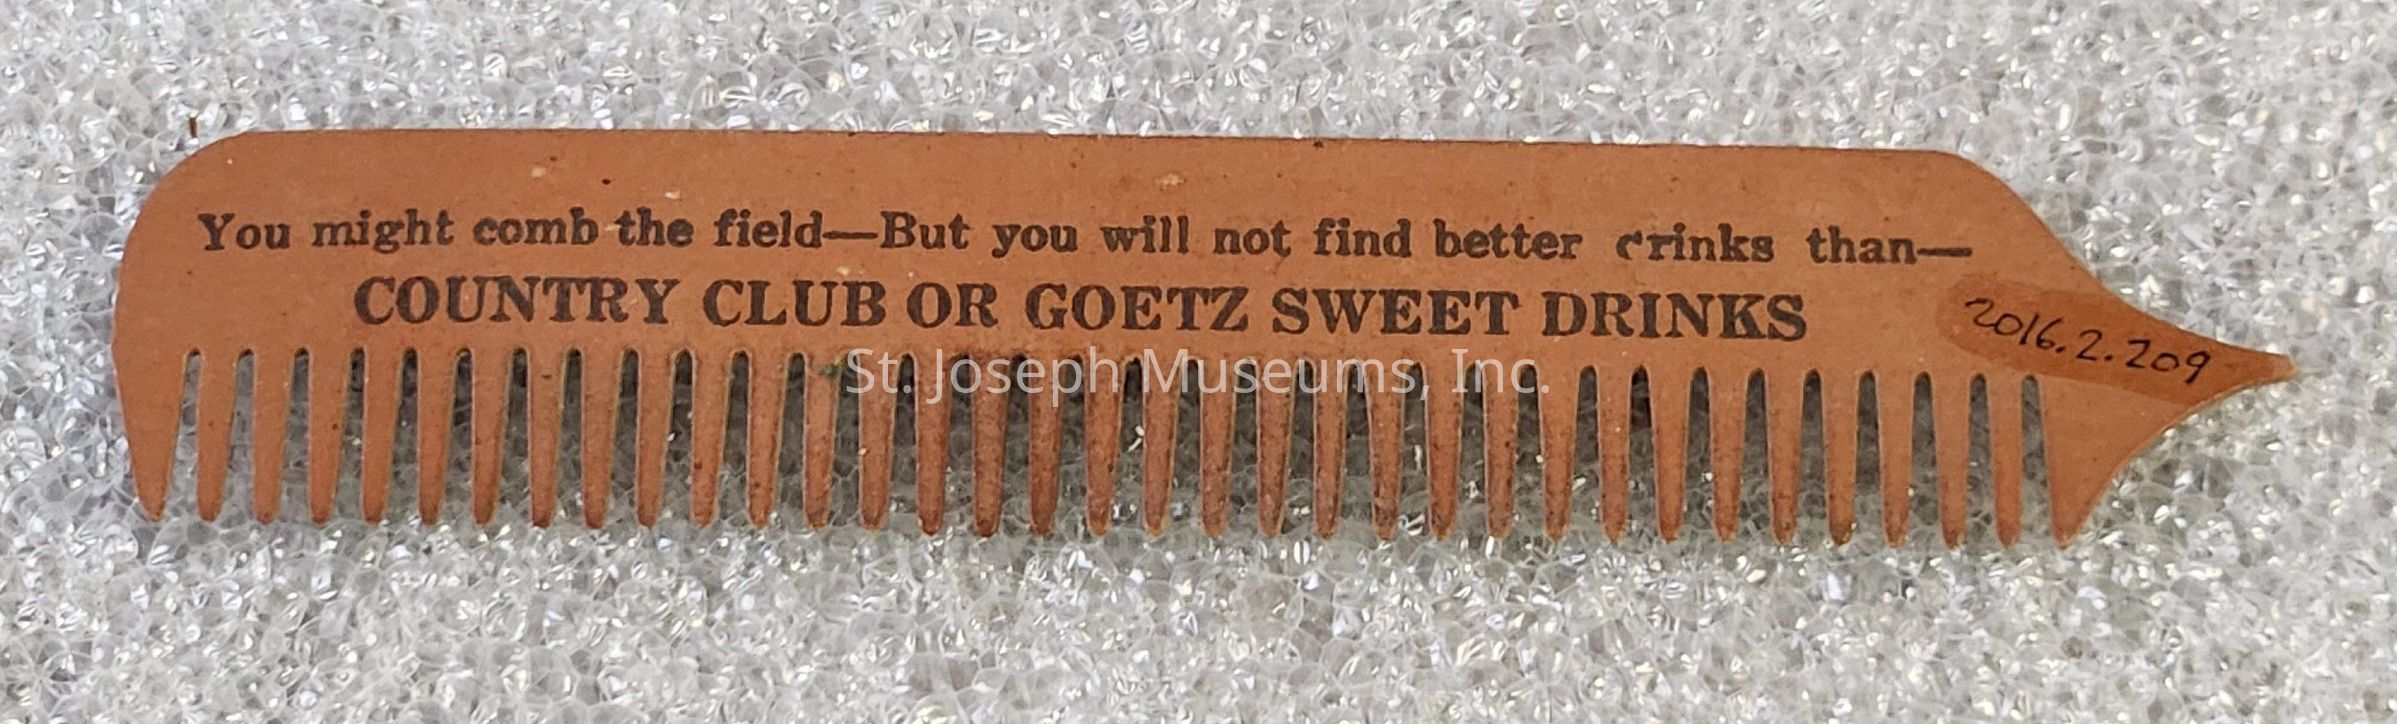 You might comb the field—But you will not find better drinks than—
COUNTRY CLUB OR GOETZ SWEET DRINKS
2016.2.209
St. Joseph Museums, Inc.